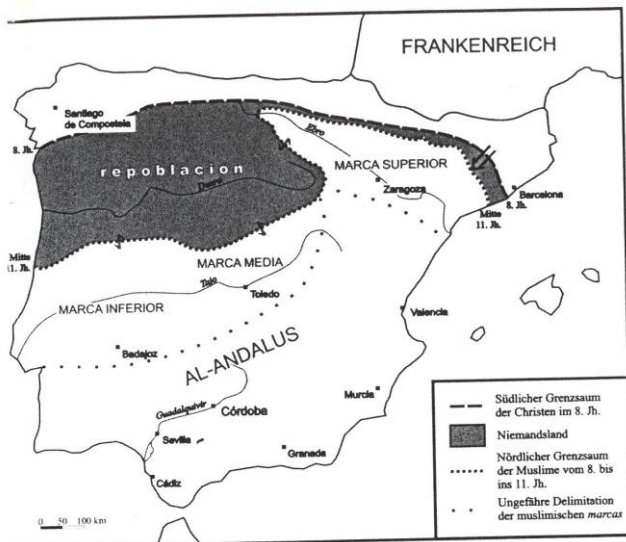 FRANKENREICH
Santiago
de Compostela
8. Jh.
repoblacion
Duero
Ebro
MARCA SUPERIOR
Zaragoza
Barcelona
8. Jh.
Mitte
11. Jh.
Mitte
11. Jh.
MARCA MEDIA
Tajo
Toledo
MARCA INFERIOR
Valencia
Badajoz
AL-ANDALUS
Murcia
Guadalquivir
Córdoba
Sevilla
Granada
Cádiz
0 50 100 km
Südlicher Grenzsaum
der Christen im 8. Jh.
Niemandsland
Nördlicher Grenzsaum
der Muslime vom 8. bis
ins 11. Jh.
Ungefähre Delimitation
der muslimischen marcas